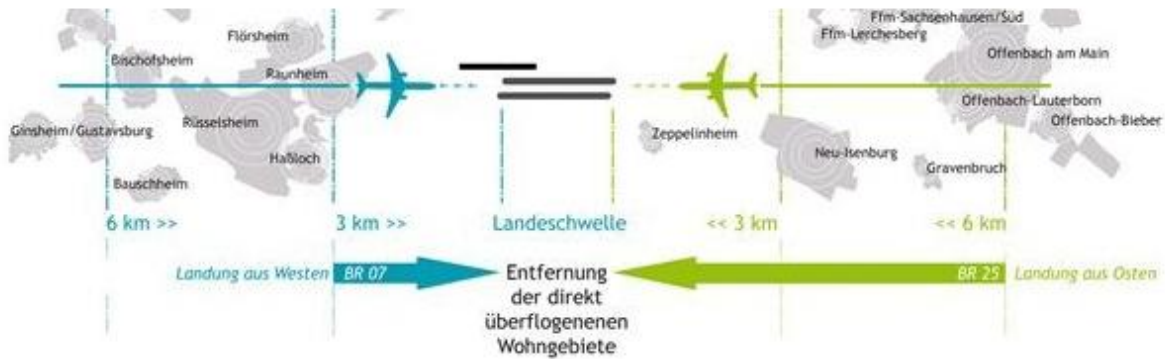 Ffm-Sachsenhausen/Süd
Flörsheim
Ffm-Lerchesberg
Bischofsheim
Offenbach am Main
Raunheim
Offenbach-Lauterborn
Rüsselsheim
Offenbach-Bieber
Ginsheim/Gustavsburg
Zeppelinheim
Haßloch
Neu-Isenburg
Gravenbruch
Bauschheim
6 km >>
3 km >>
Landeschwelle
<< 3 km
<< 6 km
Landung aus Westen
BR 07
Entfernung
der direkt
überflogenenen
Wohngebiete
BR 25
Landung aus Osten